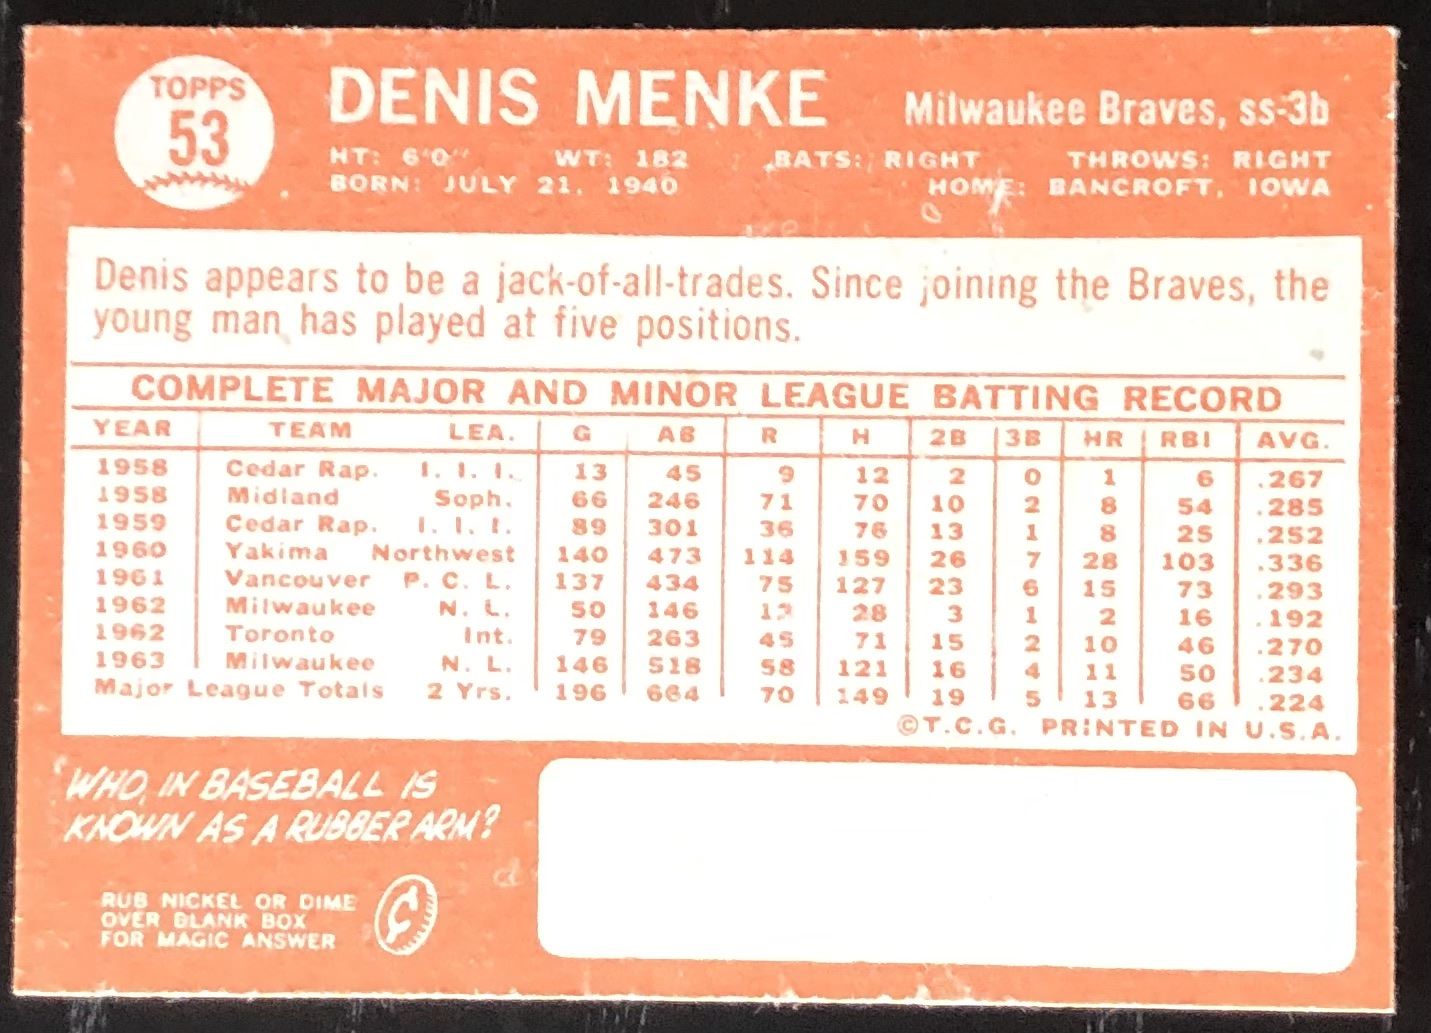 TOPPS
53
DENIS MENKE
Milwaukee Braves, ss-3b
HT: 6'0" WT: 182 BATS: RIGHT THROWS: RIGHT
BORN: JULY 21, 1940 HOME: BANCROFT, IOWA
Denis appears to be a jack-of-all-trades. Since joining the Braves, the
young man has played at five positions.
COMPLETE MAJOR AND MINOR LEAGUE BATTING RECORD
YEAR TEAM LEA. G AB R H 2B 3B HR RBI AVG.
1958 Cedar Rap. I. I. I. 13 45 9 12 2 0 1 6 .267
1958 Midland Soph. 66 246 71 70 10 2 8 54 .285
1959 Cedar Rap. I. I. I. 89 301 36 76 13 1 8 25 .252
1960 Yakima Northwest 140 473 114 159 26 7 28 103 .336
1961 Vancouver P. C. L. 137 434 75 127 23 6 15 73 .293
1962 Milwaukee N. L. 50 146 12 28 3 1 2 16 .192
1962 Toronto Int. 79 263 45 71 15 2 10 46 .270
1963 Milwaukee N. L. 146 518 58 121 16 4 11 50 .234
Major League Totals 2 Yrs. 196 664 70 149 19 5 13 66 .224
©T.C.G. PRINTED IN U.S.A.
WHO, IN BASEBALL IS
KNOWN AS A RUBBER ARM?
RUB NICKEL OR DIME
OVER BLANK BOX
FOR MAGIC ANSWER
¢